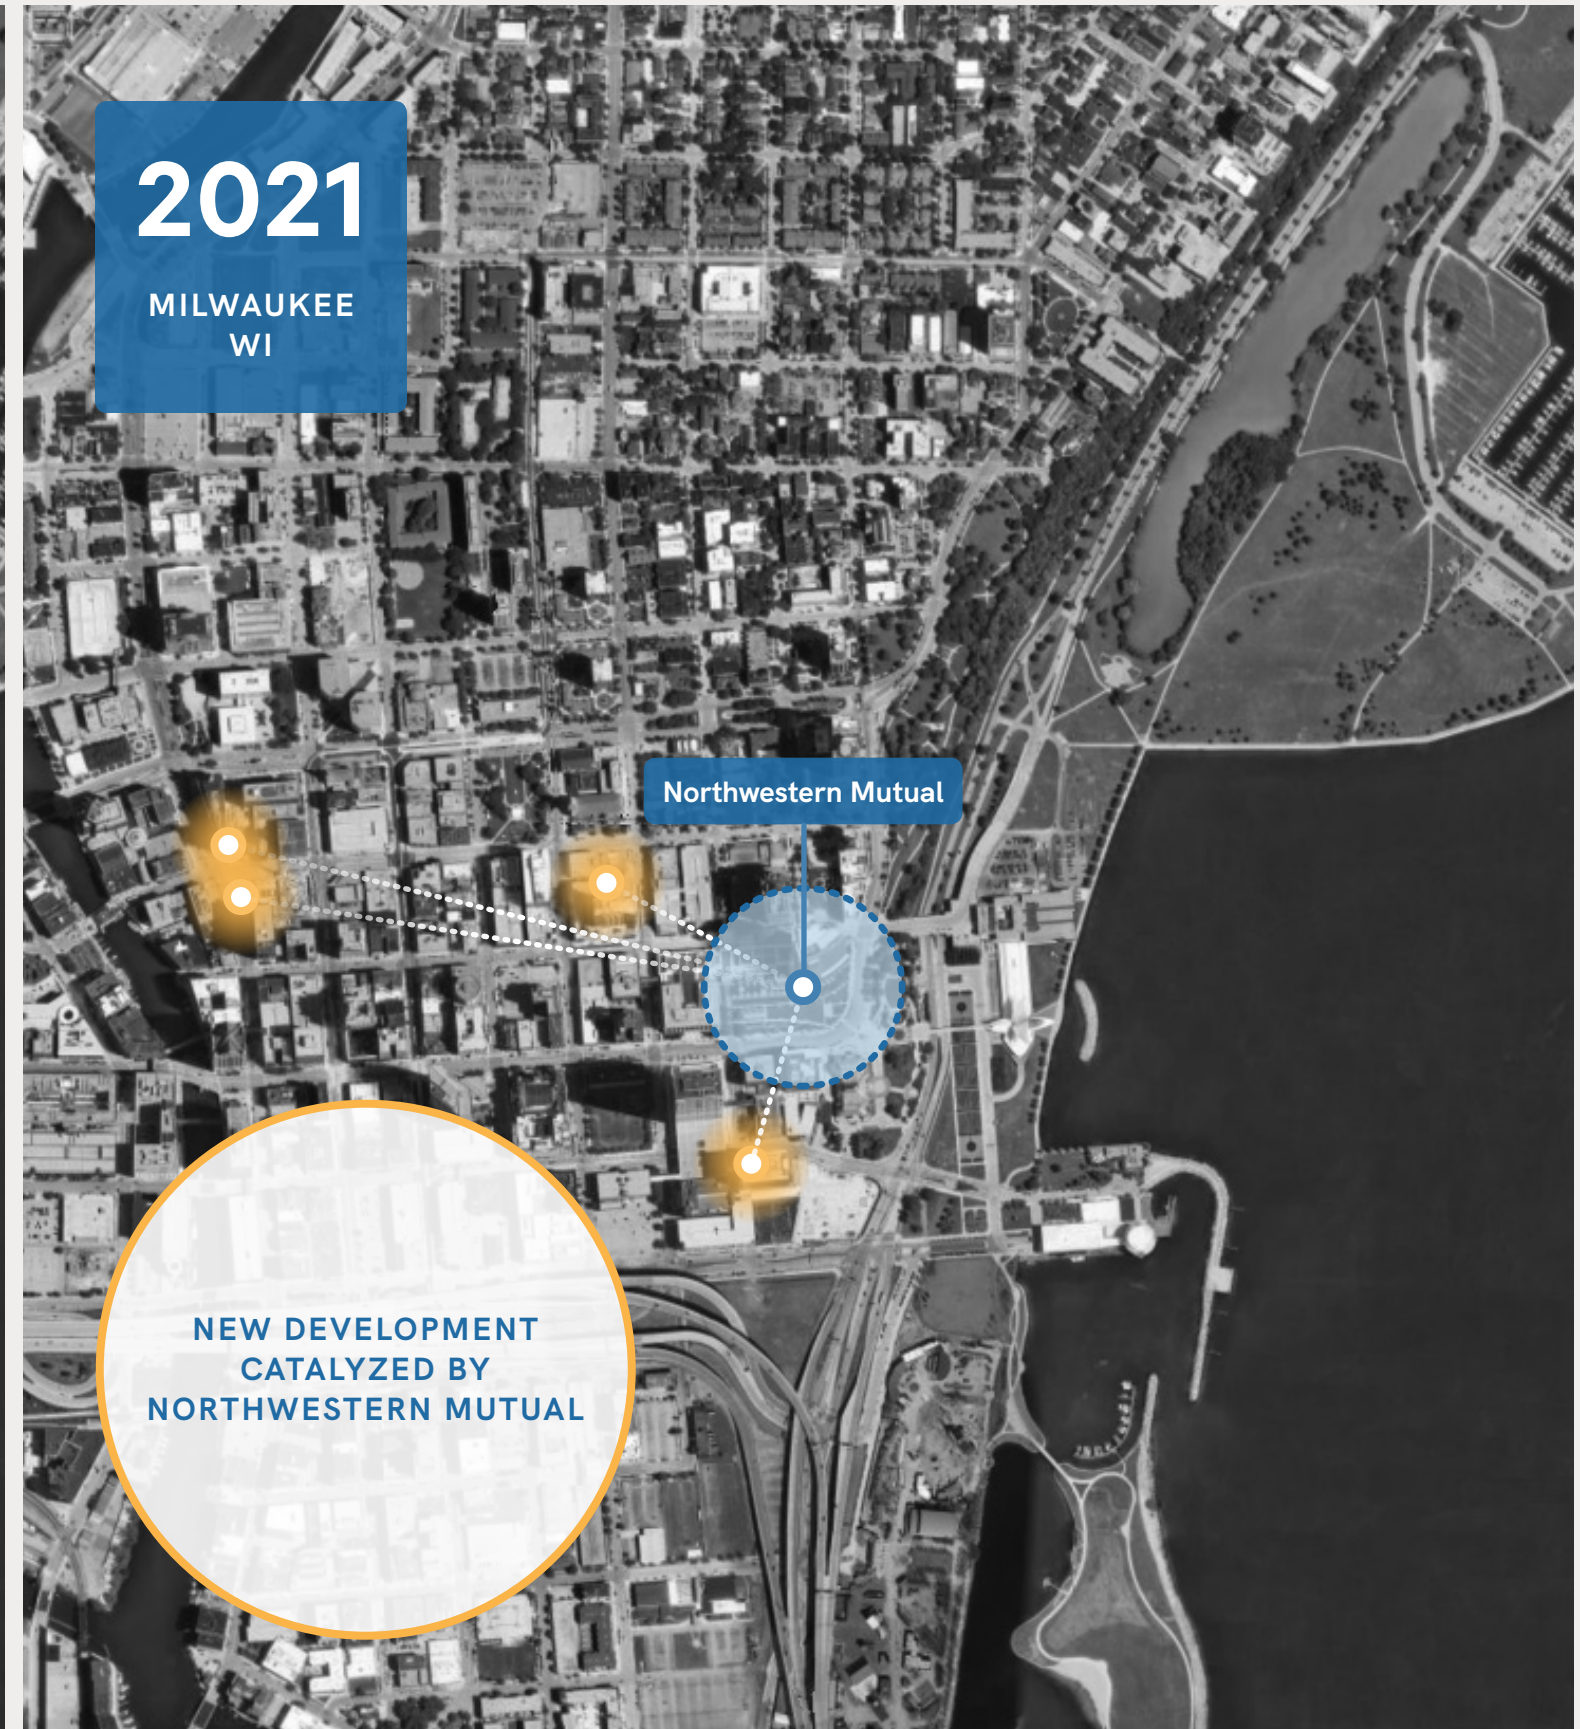 2021
MILWAUKEE
WI
Northwestern Mutual
NEW DEVELOPMENT
CATALYZED BY
NORTHWESTERN MUTUAL